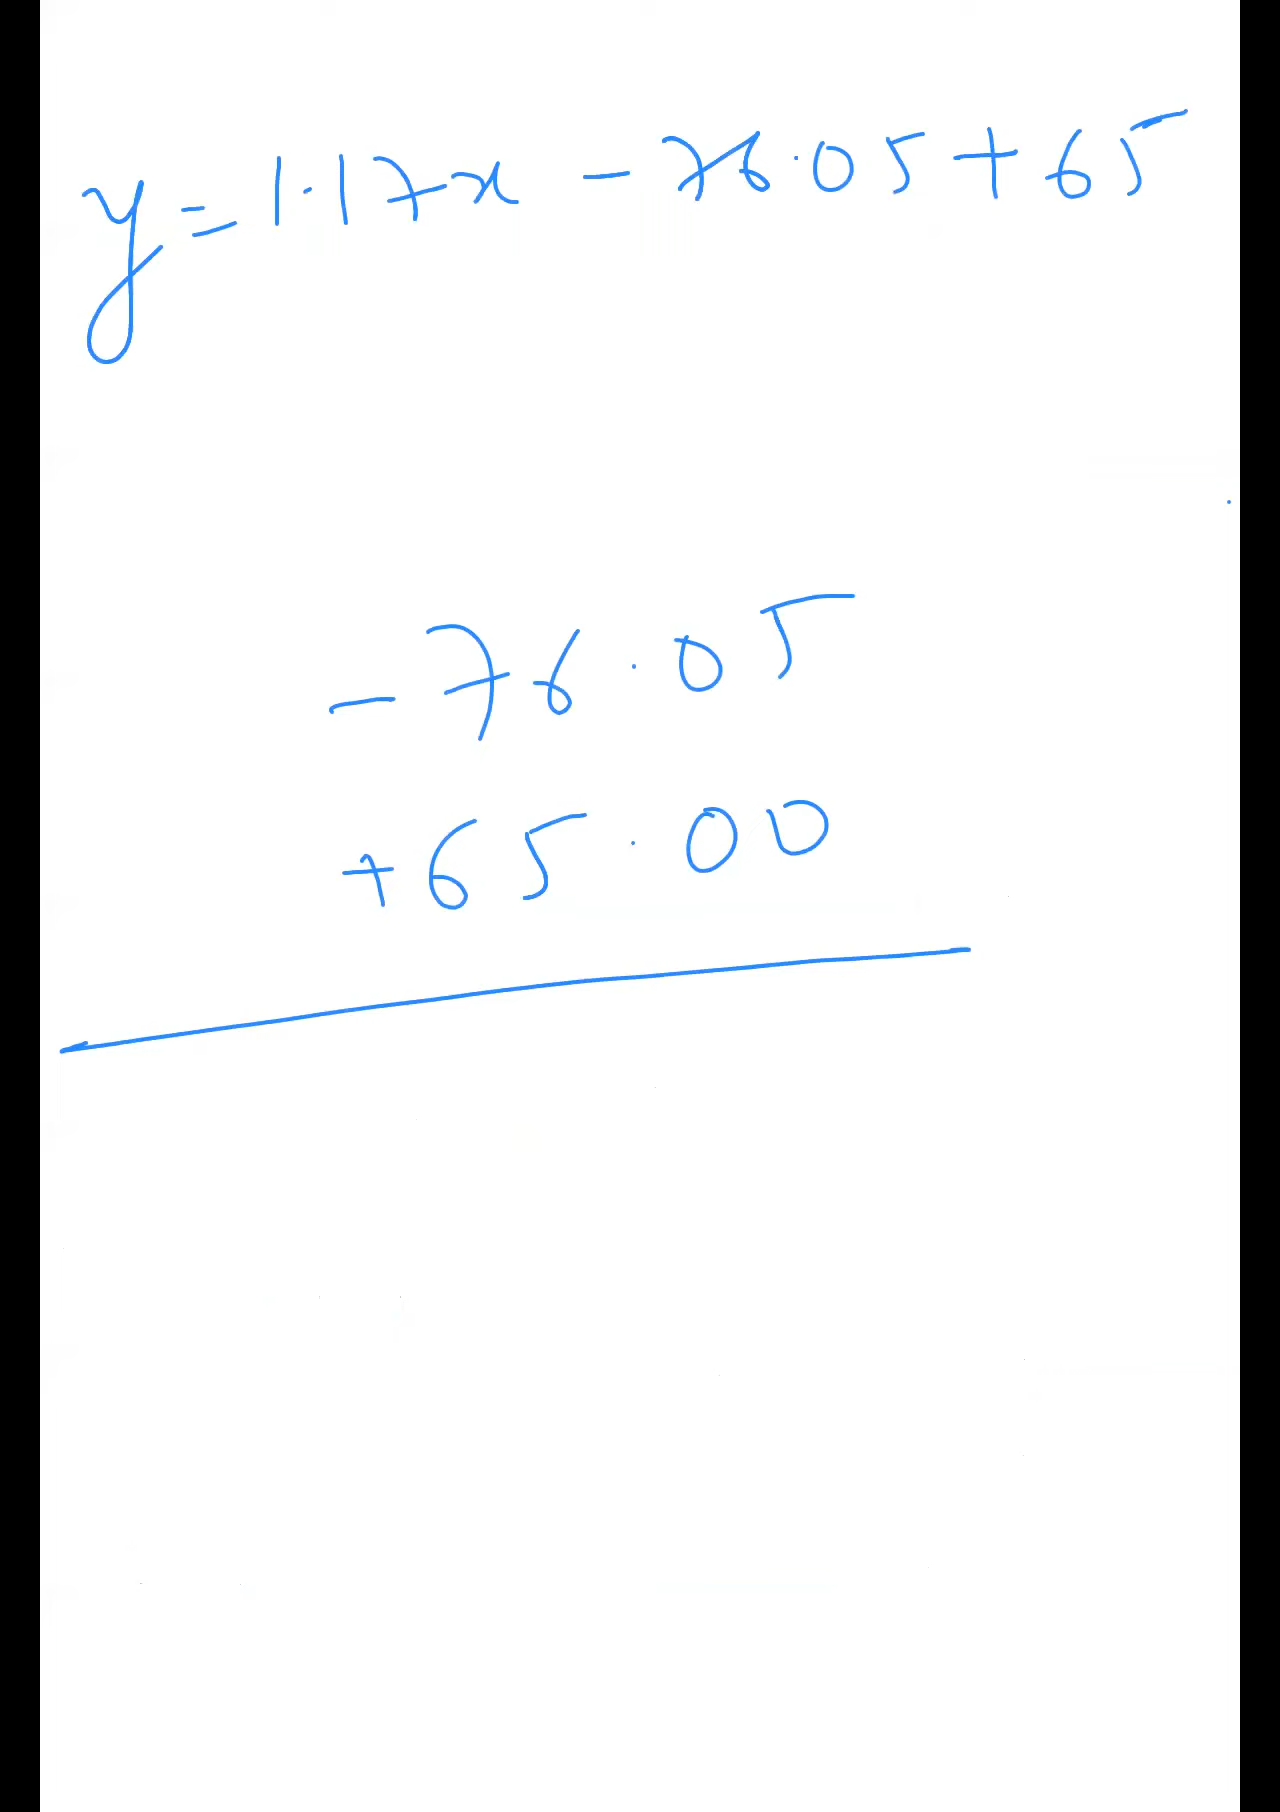 y = 1.17x - 76.05 + 65
- 76.05
+ 65.00